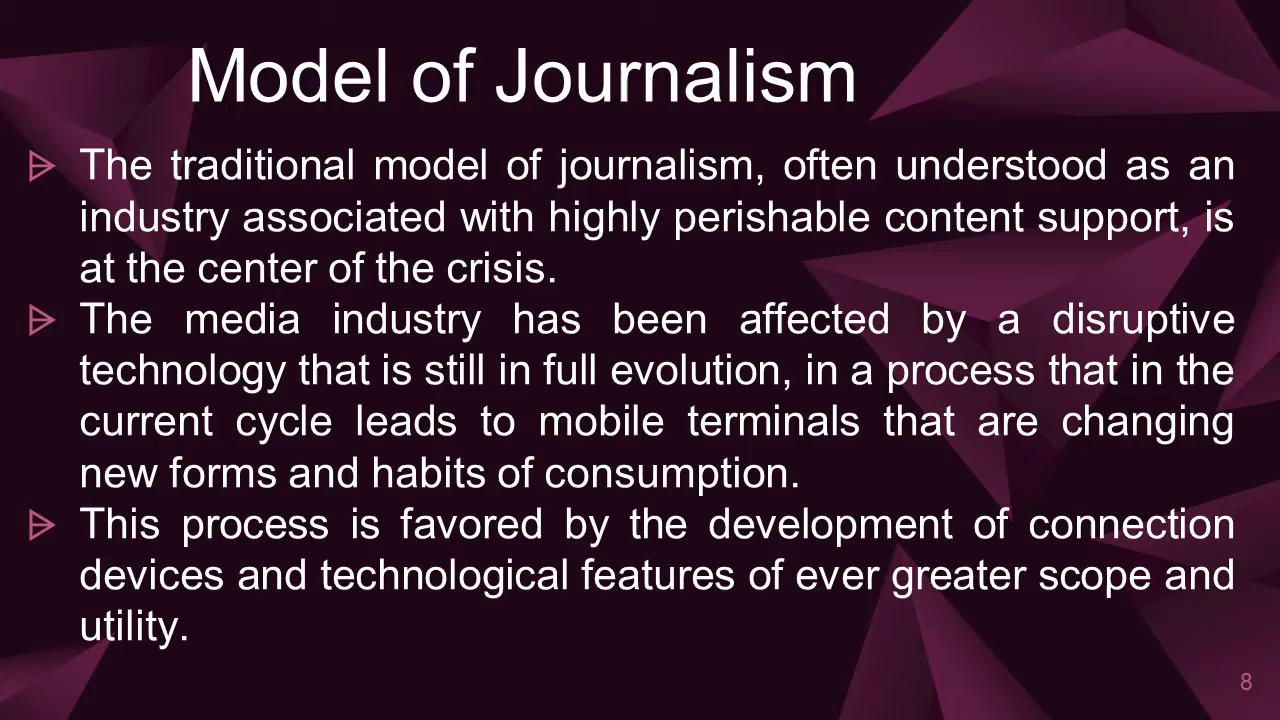 Model of Journalism
The traditional model of journalism, often understood as an
industry associated with highly perishable content support, is
at the center of the crisis.
The media industry has been affected by a disruptive
technology that is still in full evolution, in a process that in the
current cycle leads to mobile terminals that are changing
new forms and habits of consumption.
This process is favored by the development of connection
devices and technological features of ever greater scope and
utility.
8